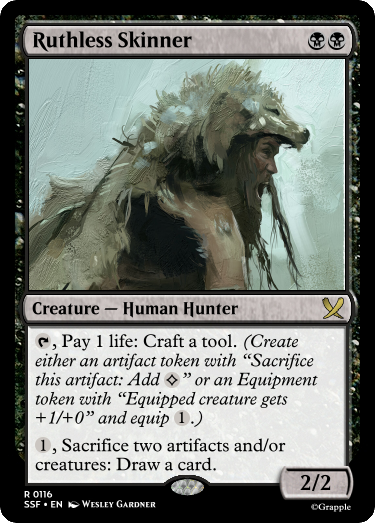 Ruthless Skinner
Creature — Human Hunter
, Pay 1 life: Craft a tool. (Create
either an artifact token with “Sacrifice
this artifact: Add ” or an Equipment
token with “Equipped creature gets
+1/+0” and equip 1.)
1, Sacrifice two artifacts and/or
creatures: Draw a card.
2/2
R 0116
SSF • EN Wesley Gardner
©Grapple